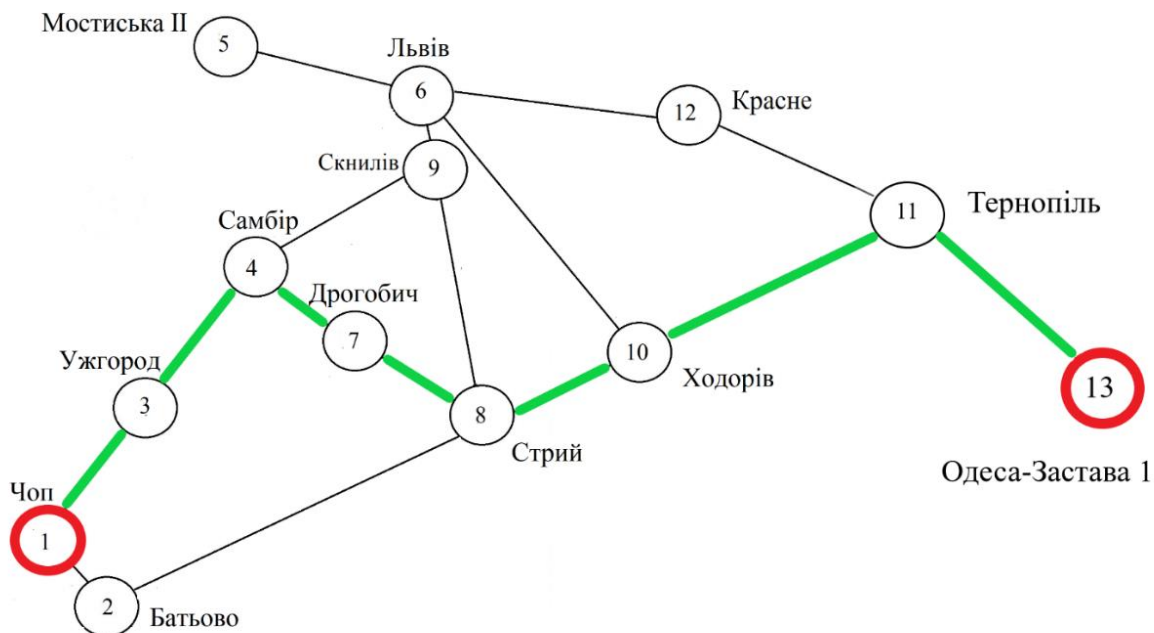 Мостиська ІІ
5
Львів
6
12
Красне
Скнилів
9
Самбір
4
11
Тернопіль
Дрогобич
7
Ужгород
3
10
Ходорів
13
8
Стрий
Одеса-Застава 1
Чоп
1
2
Батьово